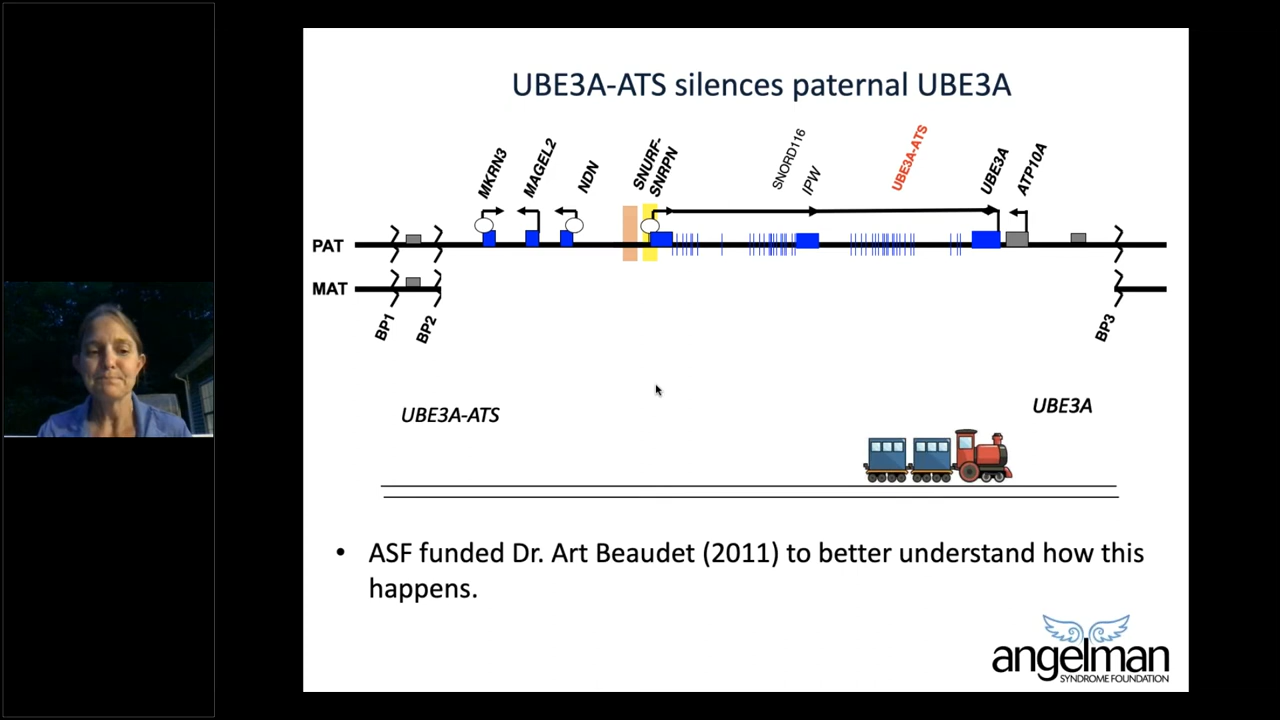 UBE3A-ATS silences paternal UBE3A
MKRN3
MAGEL2
NDN
SNURF-
SNRPN
SNORD116
IPW
UBE3A-ATS
UBE3A
ATP10A
PAT
MAT
BP1
BP2
BP3
UBE3A-ATS
UBE3A
• ASF funded Dr. Art Beaudet (2011) to better understand how this
happens.
angelman
SYNDROME FOUNDATION